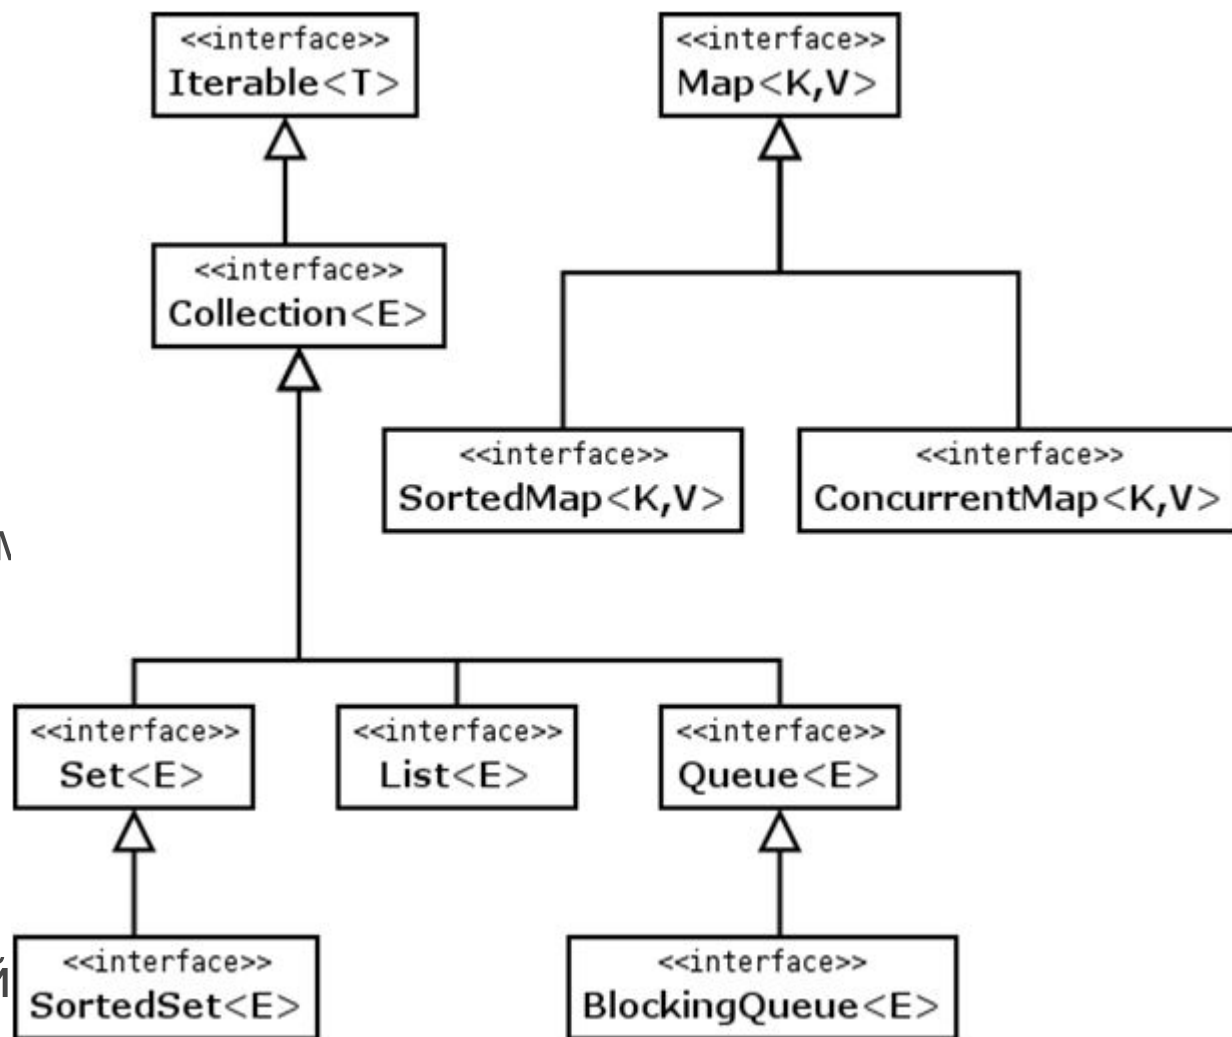 <<interface>>
Iterable<T>
<<interface>>
Map<K,V>
<<interface>>
Collection<E>
<<interface>>
SortedMap<K,V>
<<interface>>
ConcurrentMap<K,V>
<<interface>>
Set<E>
<<interface>>
List<E>
<<interface>>
Queue<E>
<<interface>>
SortedSet<E>
<<interface>>
BlockingQueue<E>